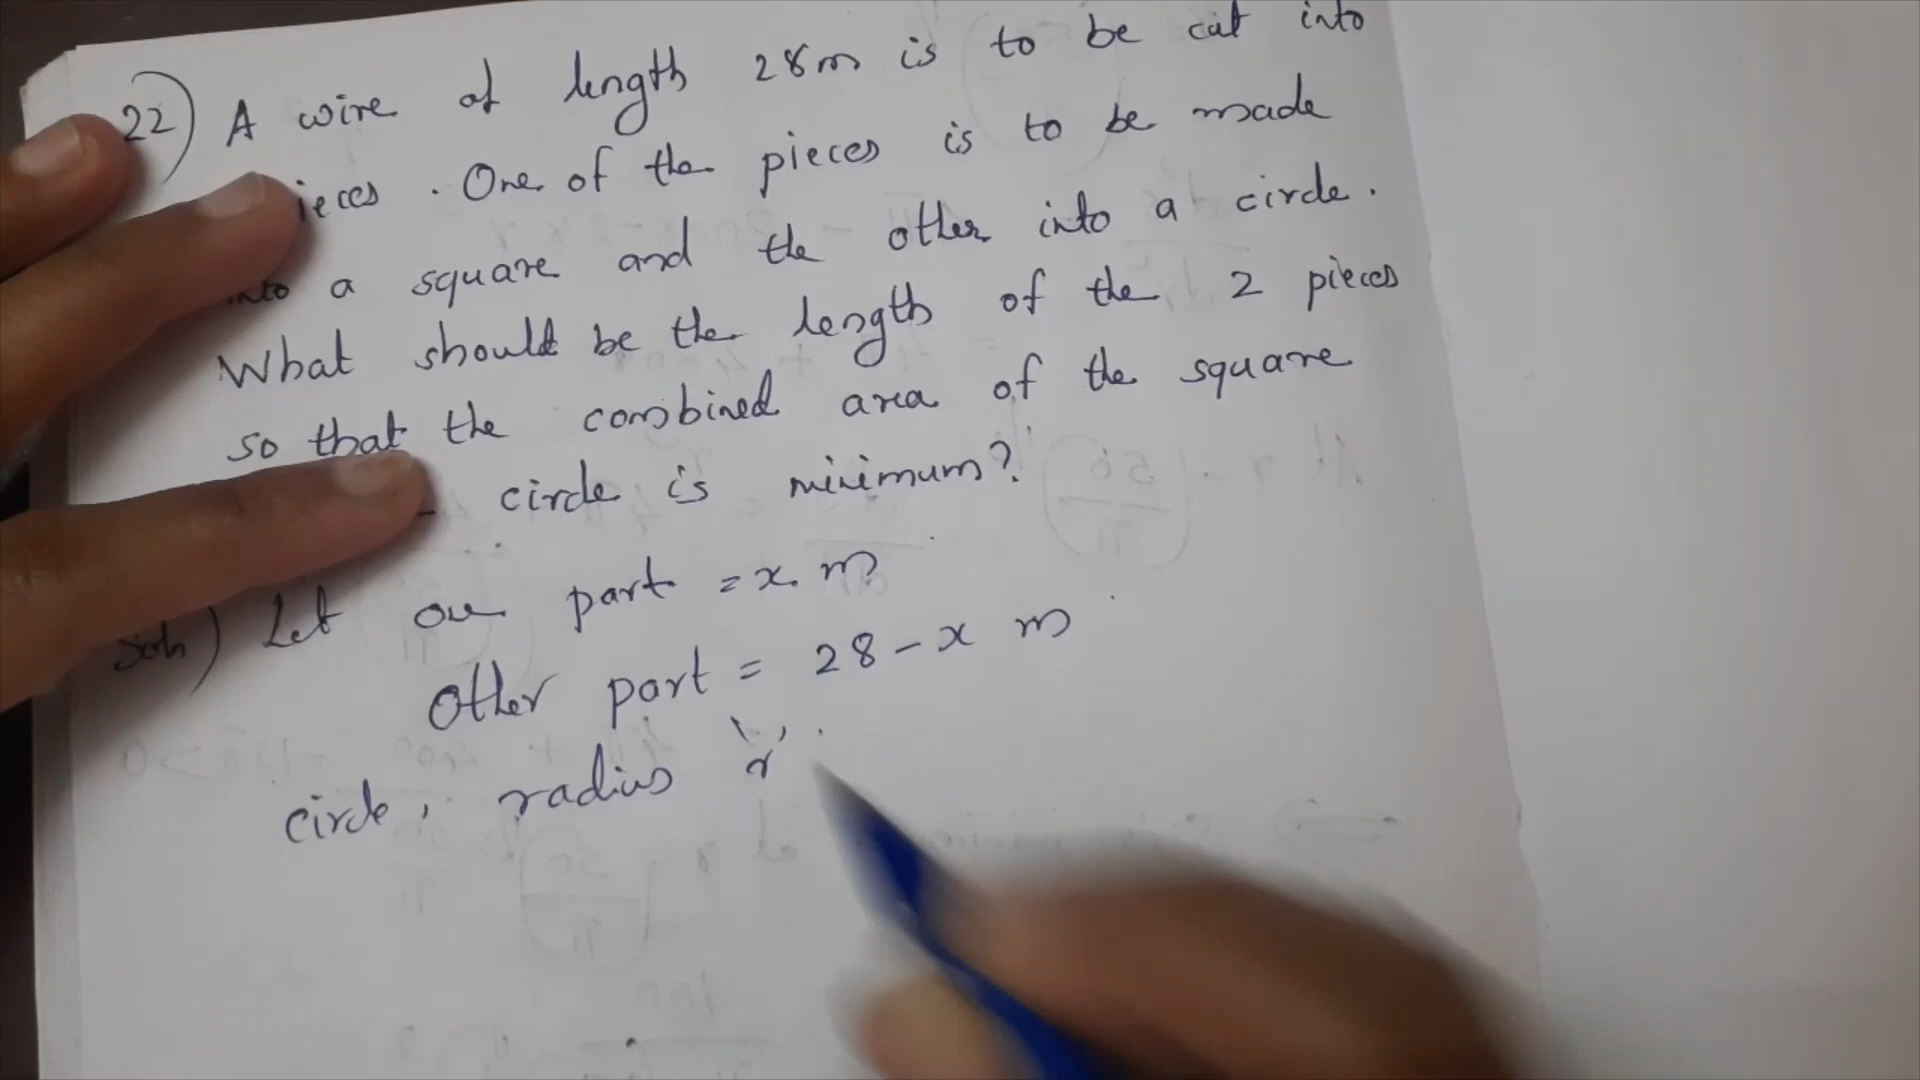 22) A wire of length 28m is to be cut into
ieces. One of the pieces is to be made
into a square and the other into a circle.
What should be the length of the 2 pieces
so that the combined area of the square
circle is minimum?
Soln) Let one part = x m
Other part = 28 - x m
circle, radius 'r'